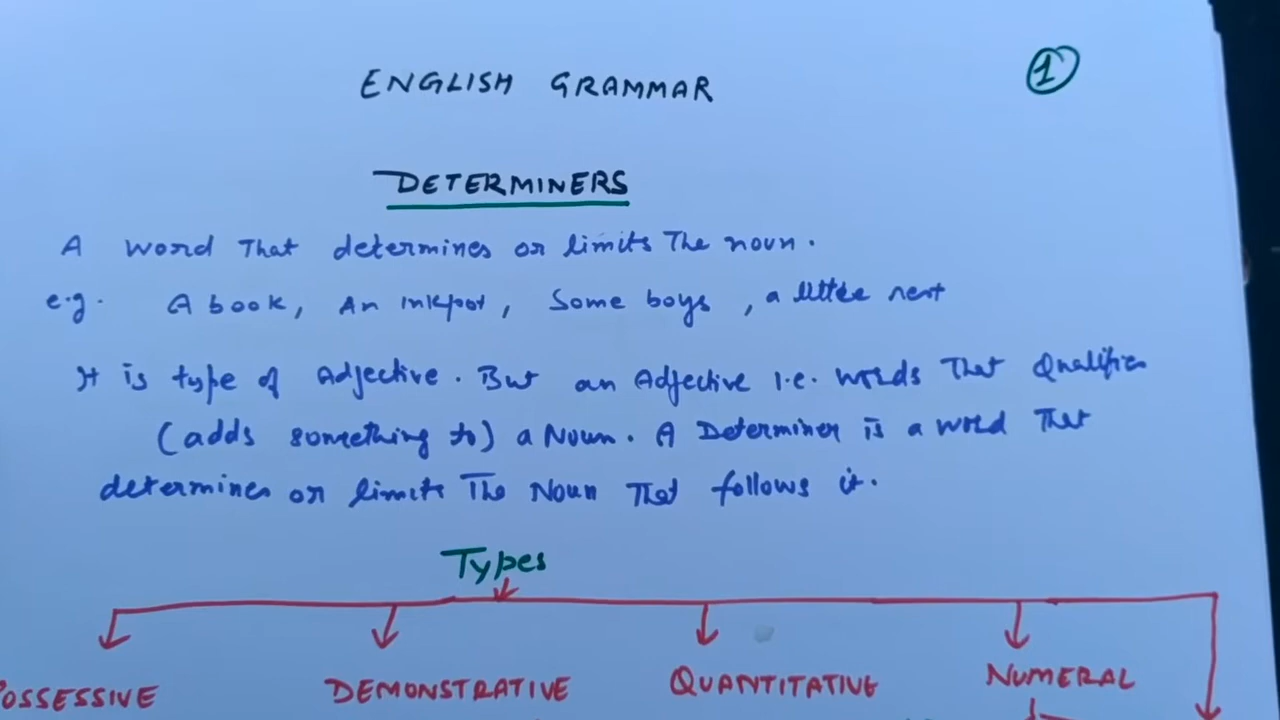 ENGLISH GRAMMAR
1
DETERMINERS
A word That determines or limits The noun.
e.g. A book, An Inkpot, Some boys, a little rest
It is type of Adjective. But an Adjective i.e. words That Qualifies
(adds something to) a Noun. A Determiner is a word That
determines or limits The Noun That follows it.
Types
POSSESSIVE DEMONSTRATIVE QUANTITATIVE NUMERAL